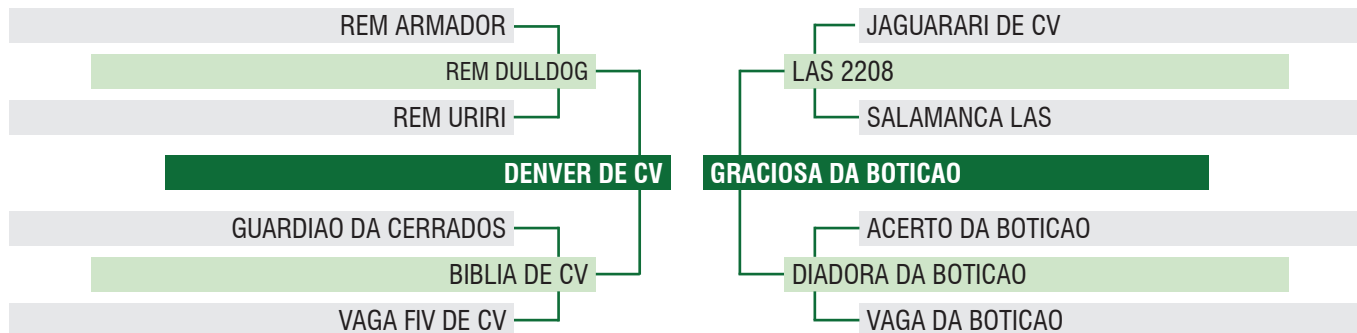 REM ARMADOR
REM DULLDOG
REM URIRI
DENVER DE CV
GUARDIAO DA CERRADOS
BIBLIA DE CV
VAGA FIV DE CV
JAGUARARI DE CV
LAS 2208
SALAMANCA LAS
GRACIOSA DA BOTICAO
ACERTO DA BOTICAO
DIADORA DA BOTICAO
VAGA DA BOTICAO